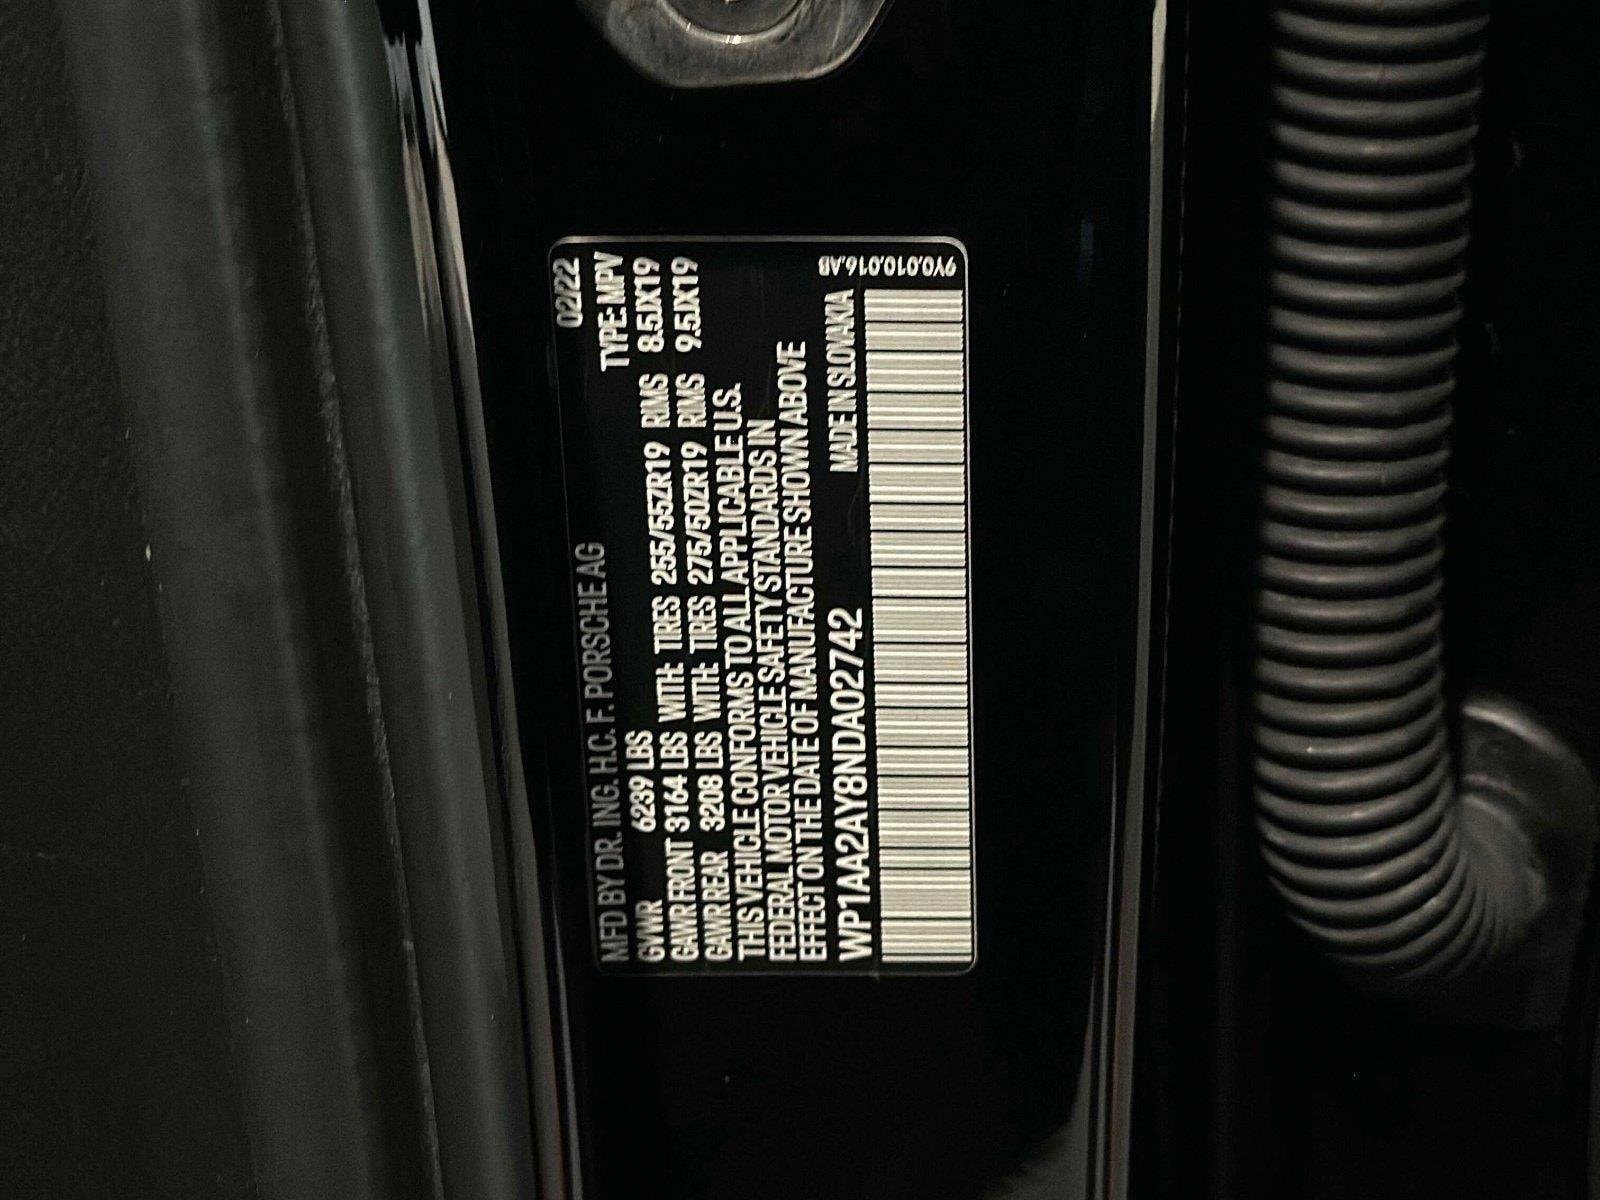 02/22
MFD BY DR. ING. H.C. F. PORSCHE AG
TYPE: MPV
GVWR 6239 LBS
GAWR FRONT 3164 LBS WITH: TIRES 255/55ZR19 RIMS 8.5JX19
GAWR REAR 3208 LBS WITH: TIRES 275/50ZR19 RIMS 9.5JX19
THIS VEHICLE CONFORMS TO ALL APPLICABLE U.S.
FEDERAL MOTOR VEHICLE SAFETY STANDARDS IN
EFFECT ON THE DATE OF MANUFACTURE SHOWN ABOVE
WP1AA2AY8NDA02742 MADE IN SLOVAKIA
9Y0.010.016.AB